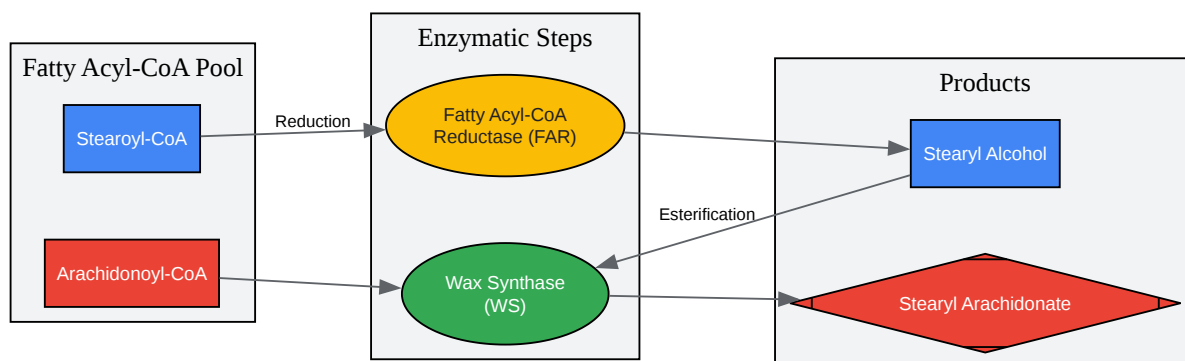 Fatty Acyl-CoA Pool
Stearoyl-CoA
Arachidonoyl-CoA
Reduction
Enzymatic Steps
Fatty Acyl-CoA
Reductase (FAR)
Wax Synthase
(WS)
Esterification
Products
Stearyl Alcohol
Stearyl Arachidonate